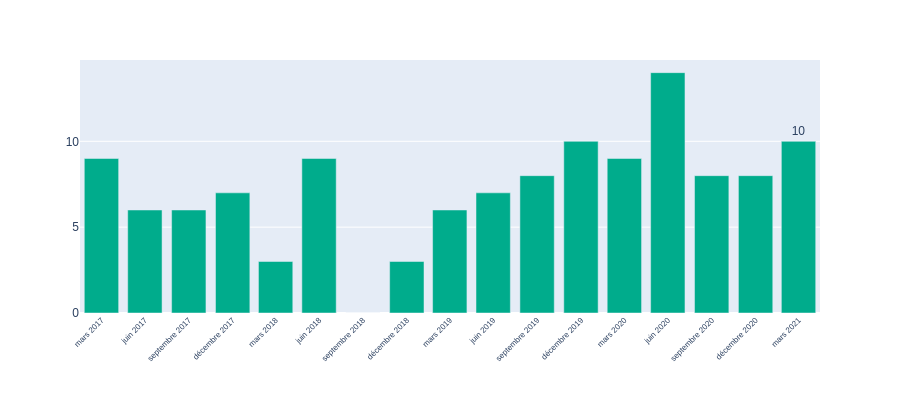 10
10
5
0
mars 2017
juin 2017
septembre 2017
décembre 2017
mars 2018
juin 2018
septembre 2018
décembre 2018
mars 2019
juin 2019
septembre 2019
décembre 2019
mars 2020
juin 2020
septembre 2020
décembre 2020
mars 2021